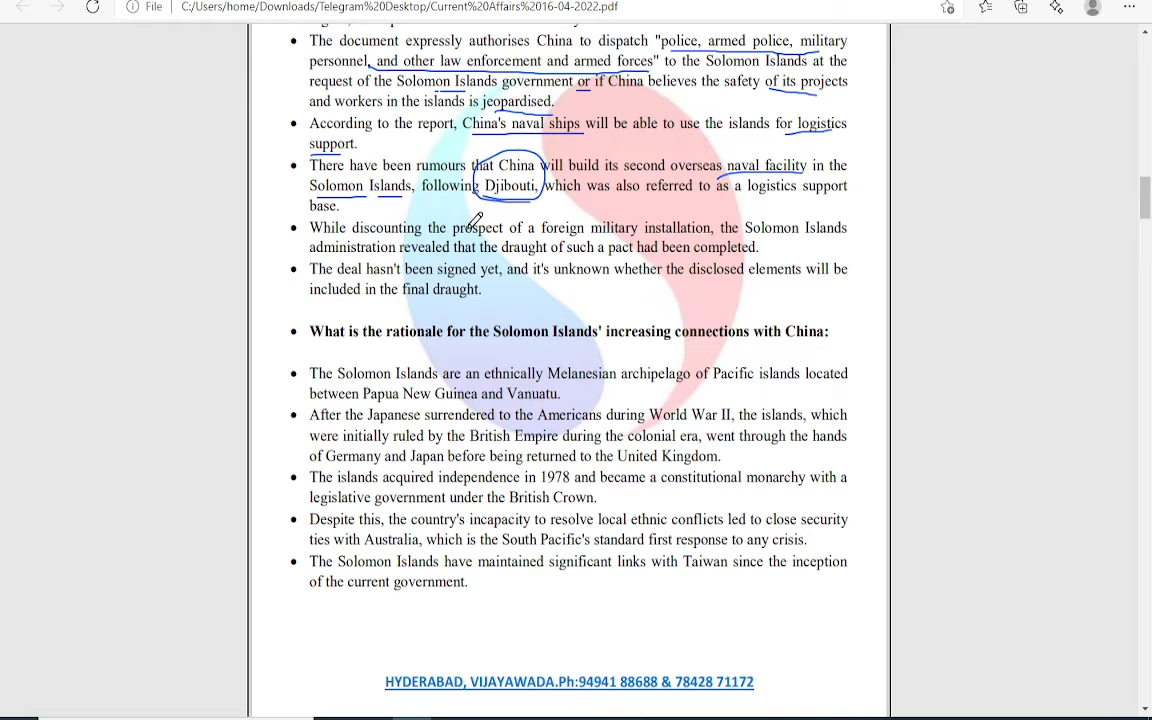 File
C:/Users/home/Downloads/Telegram%20Desktop/Current%20Affairs%2016-04-2022.pdf
• The document expressly authorises China to dispatch "police, armed police, military
personnel, and other law enforcement and armed forces" to the Solomon Islands at the
request of the Solomon Islands government or if China believes the safety of its projects
and workers in the islands is jeopardised.
• According to the report, China's naval ships will be able to use the islands for logistics
support.
• There have been rumours that China will build its second overseas naval facility in the
Solomon Islands, following Djibouti, which was also referred to as a logistics support
base.
• While discounting the prospect of a foreign military installation, the Solomon Islands
administration revealed that the draught of such a pact had been completed.
• The deal hasn't been signed yet, and it's unknown whether the disclosed elements will be
included in the final draught.
• What is the rationale for the Solomon Islands' increasing connections with China:
• The Solomon Islands are an ethnically Melanesian archipelago of Pacific islands located
between Papua New Guinea and Vanuatu.
• After the Japanese surrendered to the Americans during World War II, the islands, which
were initially ruled by the British Empire during the colonial era, went through the hands
of Germany and Japan before being returned to the United Kingdom.
• The islands acquired independence in 1978 and became a constitutional monarchy with a
legislative government under the British Crown.
• Despite this, the country's incapacity to resolve local ethnic conflicts led to close security
ties with Australia, which is the South Pacific's standard first response to any crisis.
• The Solomon Islands have maintained significant links with Taiwan since the inception
of the current government.
HYDERABAD, VIJAYAWADA.Ph:94941 88688 & 78428 71172